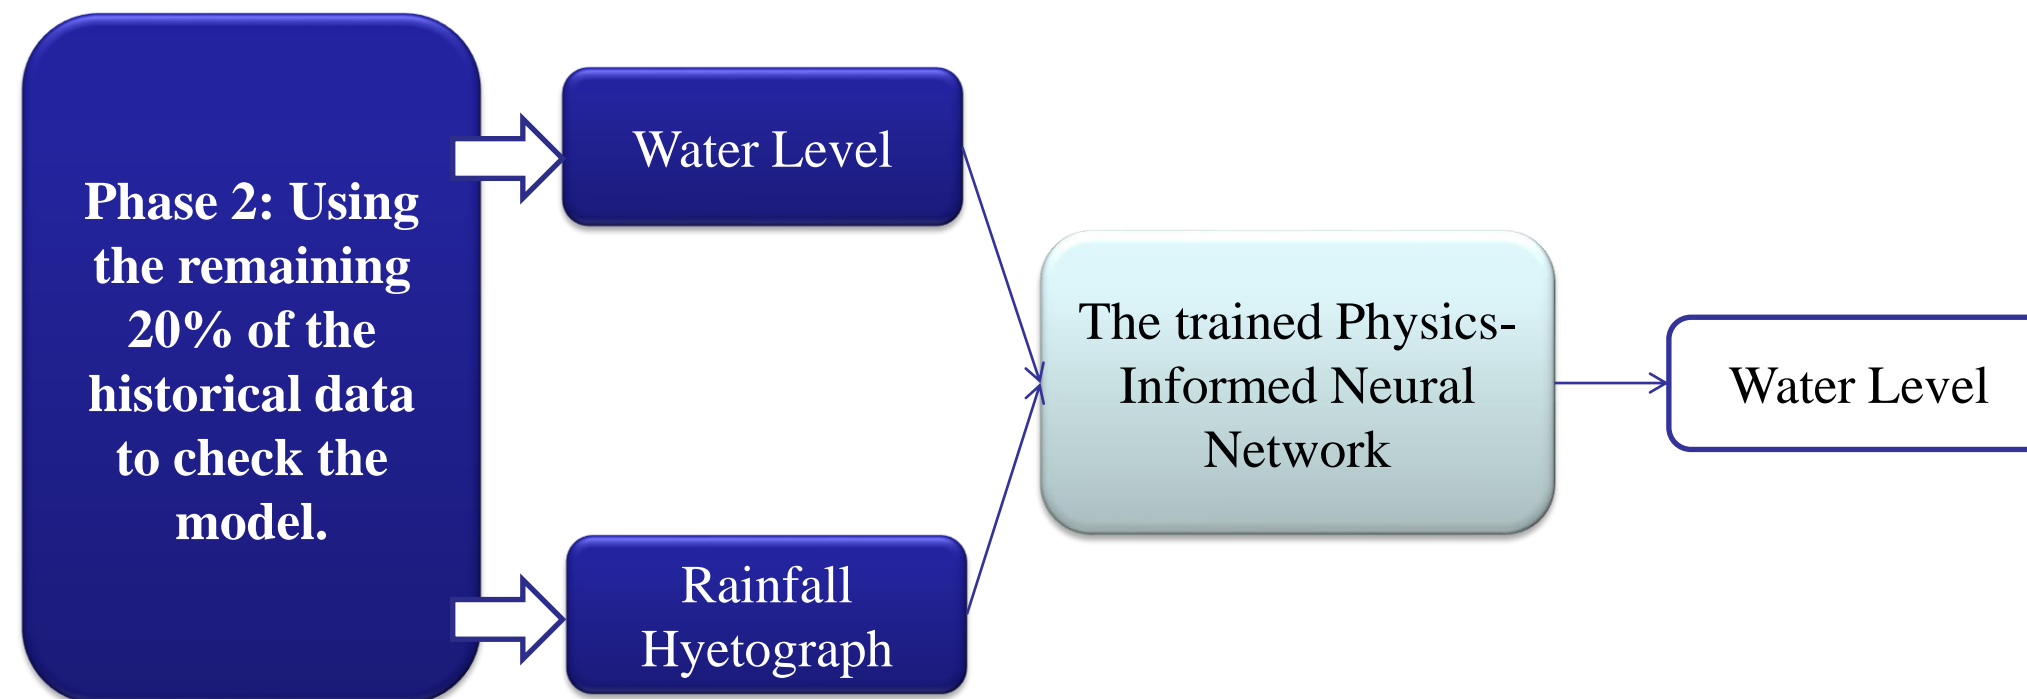 Phase 2: Using
the remaining
20% of the
historical data
to check the
model.
Water Level
Rainfall
Hyetograph
The trained Physics-
Informed Neural
Network
Water Level